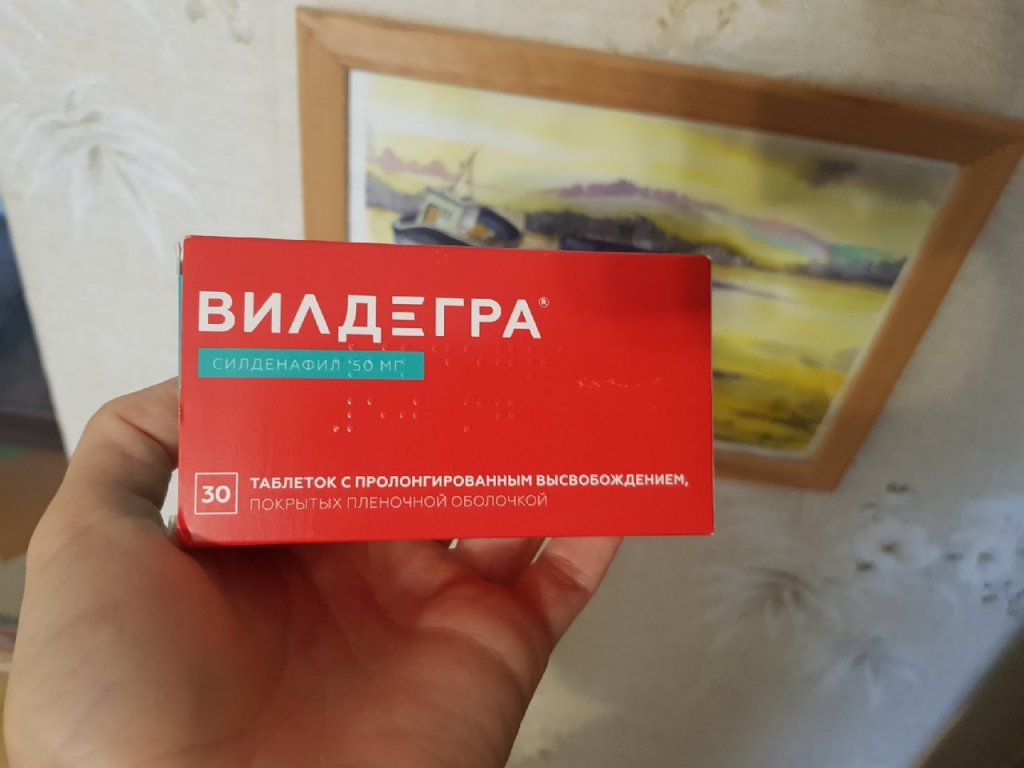 ВИЛДЕГРА®
СИЛДЕНАФИЛ 50 МГ
30
ТАБЛЕТОК С ПРОЛОНГИРОВАННЫМ ВЫСВОБОЖДЕНИЕМ,
ПОКРЫТЫХ ПЛЕНОЧНОЙ ОБОЛОЧКОЙ